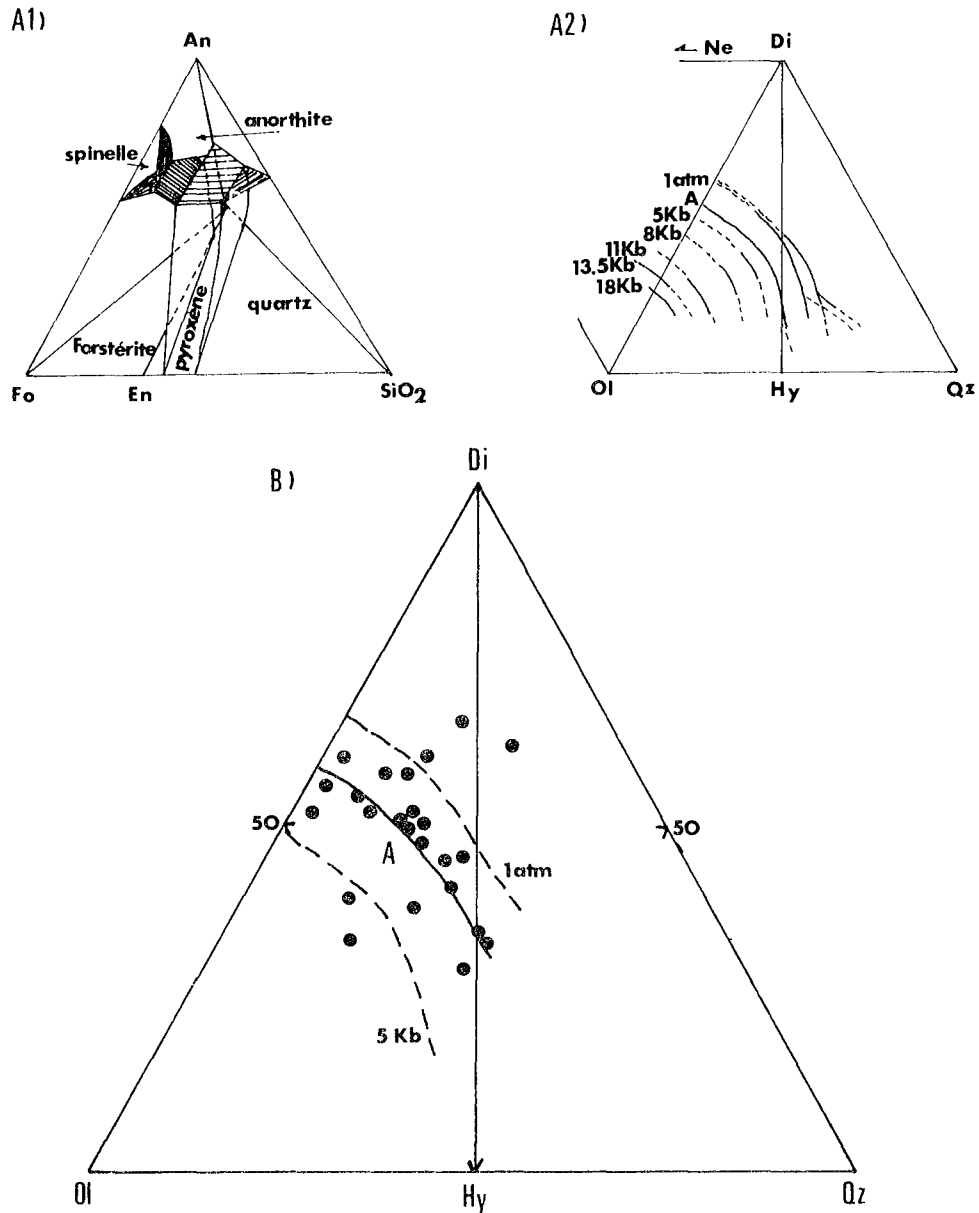 A1)
An
anorthite
spinelle
Forstérite
pyroxène
quartz
Fo
En
SiO2
A2)
Ne
Di
1atm
A
5Kb
8Kb
11Kb
13.5Kb
18Kb
Ol
Hy
Qz
B)
Di
50
50
A
1atm
5 Kb
Ol
Hy
Qz